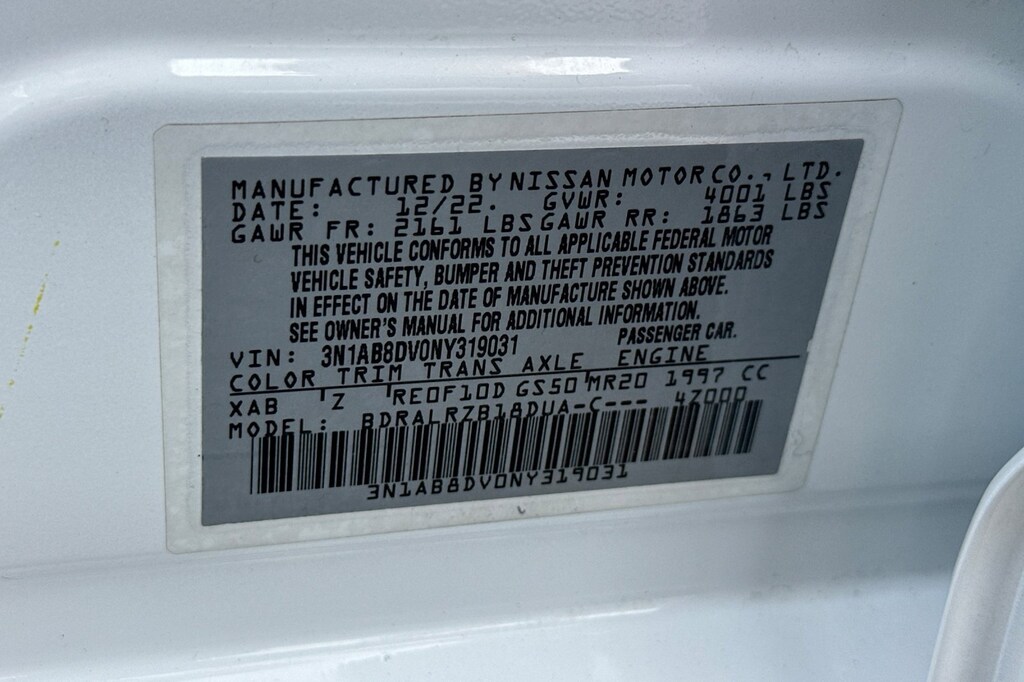 MANUFACTURED BY NISSAN MOTOR CO., LTD.
DATE: 12/22. GVWR: 4001 LBS
GAWR FR: 2161 LBS GAWR RR: 1863 LBS
THIS VEHICLE CONFORMS TO ALL APPLICABLE FEDERAL MOTOR
VEHICLE SAFETY, BUMPER AND THEFT PREVENTION STANDARDS
IN EFFECT ON THE DATE OF MANUFACTURE SHOWN ABOVE.
SEE OWNER'S MANUAL FOR ADDITIONAL INFORMATION.
VIN: 3N1AB8DV0NY319031 PASSENGER CAR.
COLOR TRIM TRANS AXLE ENGINE
XAB Z RE0F10D GS50 MR20 1997 CC
MODEL: BDRALRZB18DUA-C--- 4Z000
3N1AB8DV0NY319031